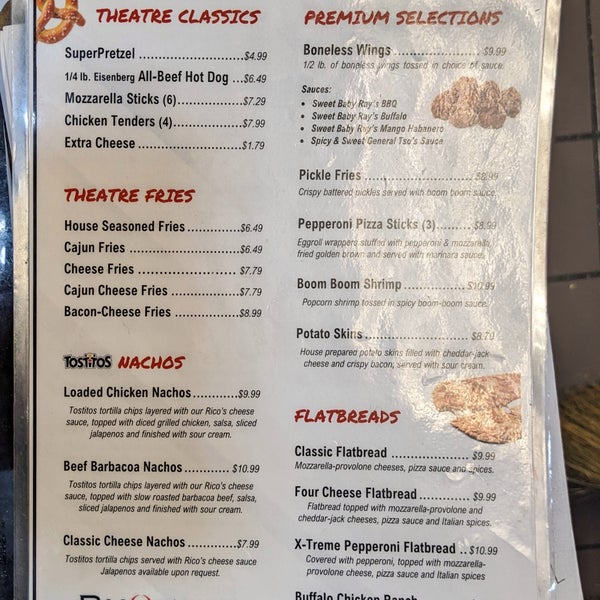 THEATRE CLASSICS
SuperPretzel ........................$4.99
1/4 lb. Eisenberg All-Beef Hot Dog ...$6.49
Mozzarella Sticks (6)................$7.29
Chicken Tenders (4)..................$7.99
Extra Cheese ........................$1.79
THEATRE FRIES
House Seasoned Fries ..............$6.49
Cajun Fries ...........................$6.49
Cheese Fries .........................$7.79
Cajun Cheese Fries .................$7.79
Bacon-Cheese Fries ................$8.99
TOSTITOS NACHOS
Loaded Chicken Nachos ...........$9.99
Tostitos tortilla chips layered with our Rico's cheese
sauce, topped with diced grilled chicken, salsa, sliced
jalapenos and finished with sour cream.
Beef Barbacoa Nachos ............$10.99
Tostitos tortilla chips layered with our Rico's cheese
sauce, topped with slow roasted barbacoa beef, salsa,
sliced jalapenos and finished with sour cream.
Classic Cheese Nachos ............$7.99
Tostitos tortilla chips served with Rico's cheese sauce
Jalapenos available upon request.
PREMIUM SELECTIONS
Boneless Wings .....................$9.99
1/2 lb. of boneless wings tossed in choice of sauce.
Sauces:
• Sweet Baby Ray's BBQ
• Sweet Baby Ray's Buffalo
• Sweet Baby Ray's Mango Habanero
• Spicy & Sweet General Tso's Sauce
Pickle Fries ..........................$8.99
Crispy battered pickles served with boom boom sauce.
Pepperoni Pizza Sticks (3).........$8.99
Eggroll wrappers stuffed with pepperoni & mozzarella,
fried golden brown and served with marinara sauce.
Boom Boom Shrimp ................$10.99
Popcorn shrimp tossed in spicy boom-boom sauce.
Potato Skins ..........................$8.79
House prepared potato skins filled with cheddar-jack
cheese and crispy bacon, served with sour cream.
FLATBREADS
Classic Flatbread ...................$9.99
Mozzarella-provolone cheeses, pizza sauce and spices.
Four Cheese Flatbread .............$9.99
Flatbread topped with mozzarella-provolone and
cheddar-jack cheeses, pizza sauce and Italian spices.
X-Treme Pepperoni Flatbread ..$10.99
Covered with pepperoni, topped with mozzarella-
provolone cheese, pizza sauce and Italian spices
Buffalo Chicken Ranch